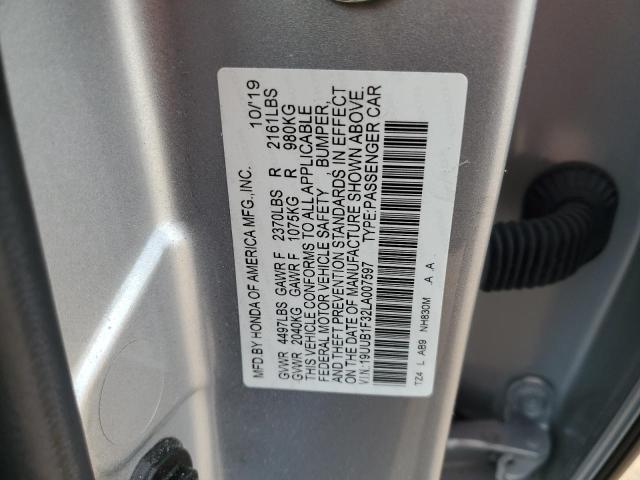 MFD.BY HONDA OF AMERICA MFG.,INC. 10/19
GVWR 4497LBS GAWR F 2370LBS R 2161LBS
GVWR 2040KG GAWR F 1075KG R 980KG
THIS VEHICLE CONFORMS TO ALL APPLICABLE
FEDERAL MOTOR VEHICLE SAFETY , BUMPER,
AND THEFT PREVENTION STANDARDS IN EFFECT
ON THE DATE OF MANUFACTURE SHOWN ABOVE.
VIN:19UUB1F32LA007597 TYPE:PASSENGER CAR
TZ4 L AB9 NH830M A A